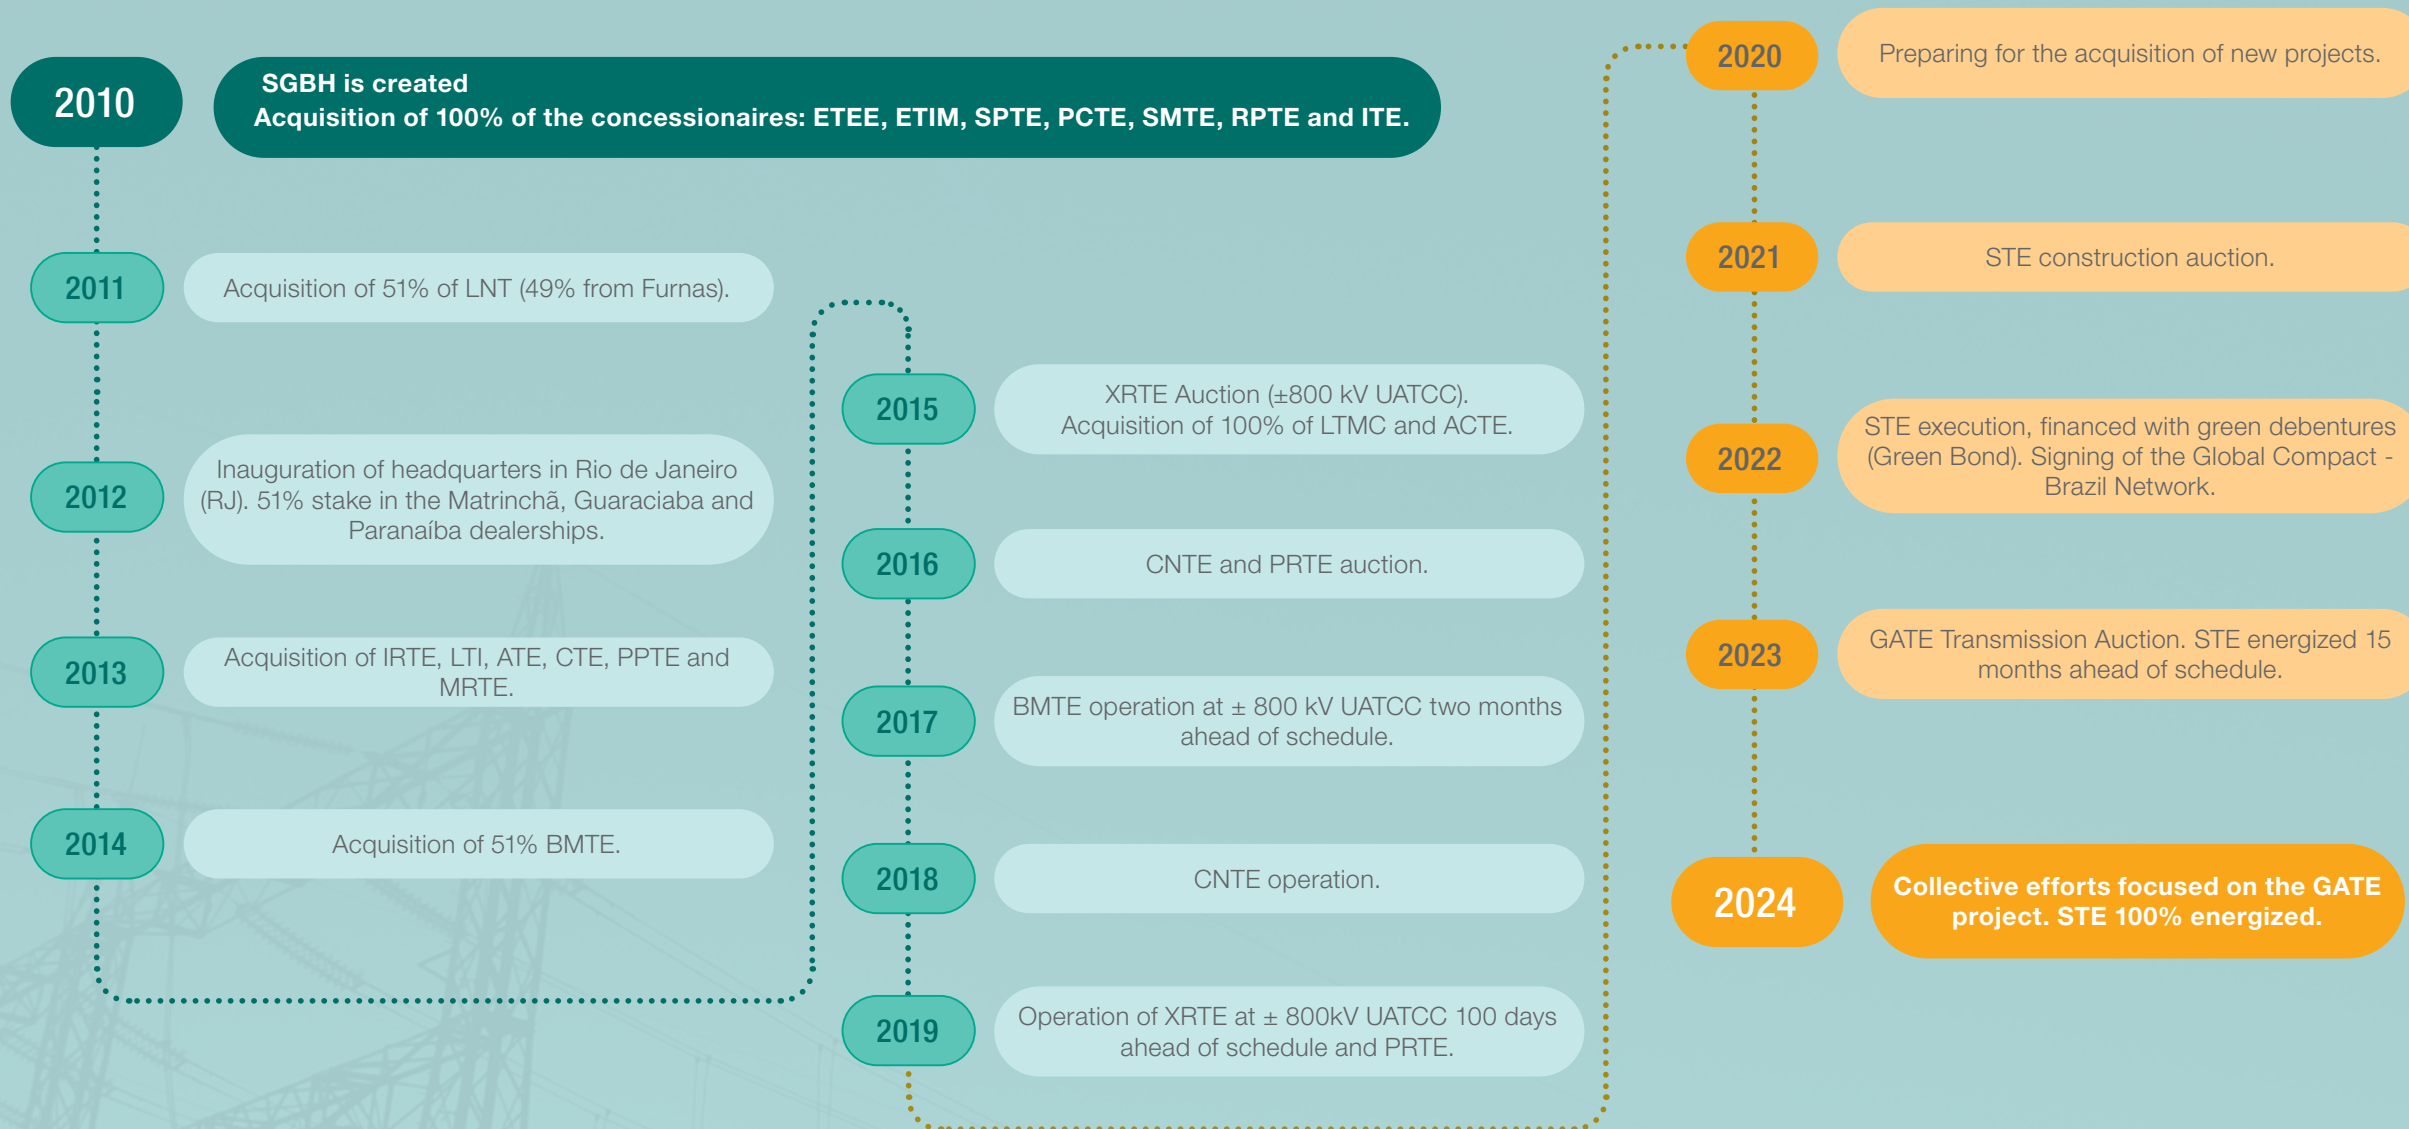 2010
SGBH is created
Acquisition of 100% of the concessionaires: ETEE, ETIM, SPTE, PCTE, SMTE, RPTE and ITE.
2011
Acquisition of 51% of LNT (49% from Furnas).
2012
Inauguration of headquarters in Rio de Janeiro
(RJ). 51% stake in the Matrinchã, Guaraciaba and
Paranaíba dealerships.
2013
Acquisition of IRTE, LTI, ATE, CTE, PPTE and
MRTE.
2014
Acquisition of 51% BMTE.
2015
XRTE Auction (±800 kV UATCC).
Acquisition of 100% of LTMC and ACTE.
2016
CNTE and PRTE auction.
2017
BMTE operation at ± 800 kV UATCC two months
ahead of schedule.
2018
CNTE operation.
2019
Operation of XRTE at ± 800kV UATCC 100 days
ahead of schedule and PRTE.
2020
Preparing for the acquisition of new projects.
2021
STE construction auction.
2022
STE execution, financed with green debentures
(Green Bond). Signing of the Global Compact -
Brazil Network.
2023
GATE Transmission Auction. STE energized 15
months ahead of schedule.
2024
Collective efforts focused on the GATE
project. STE 100% energized.